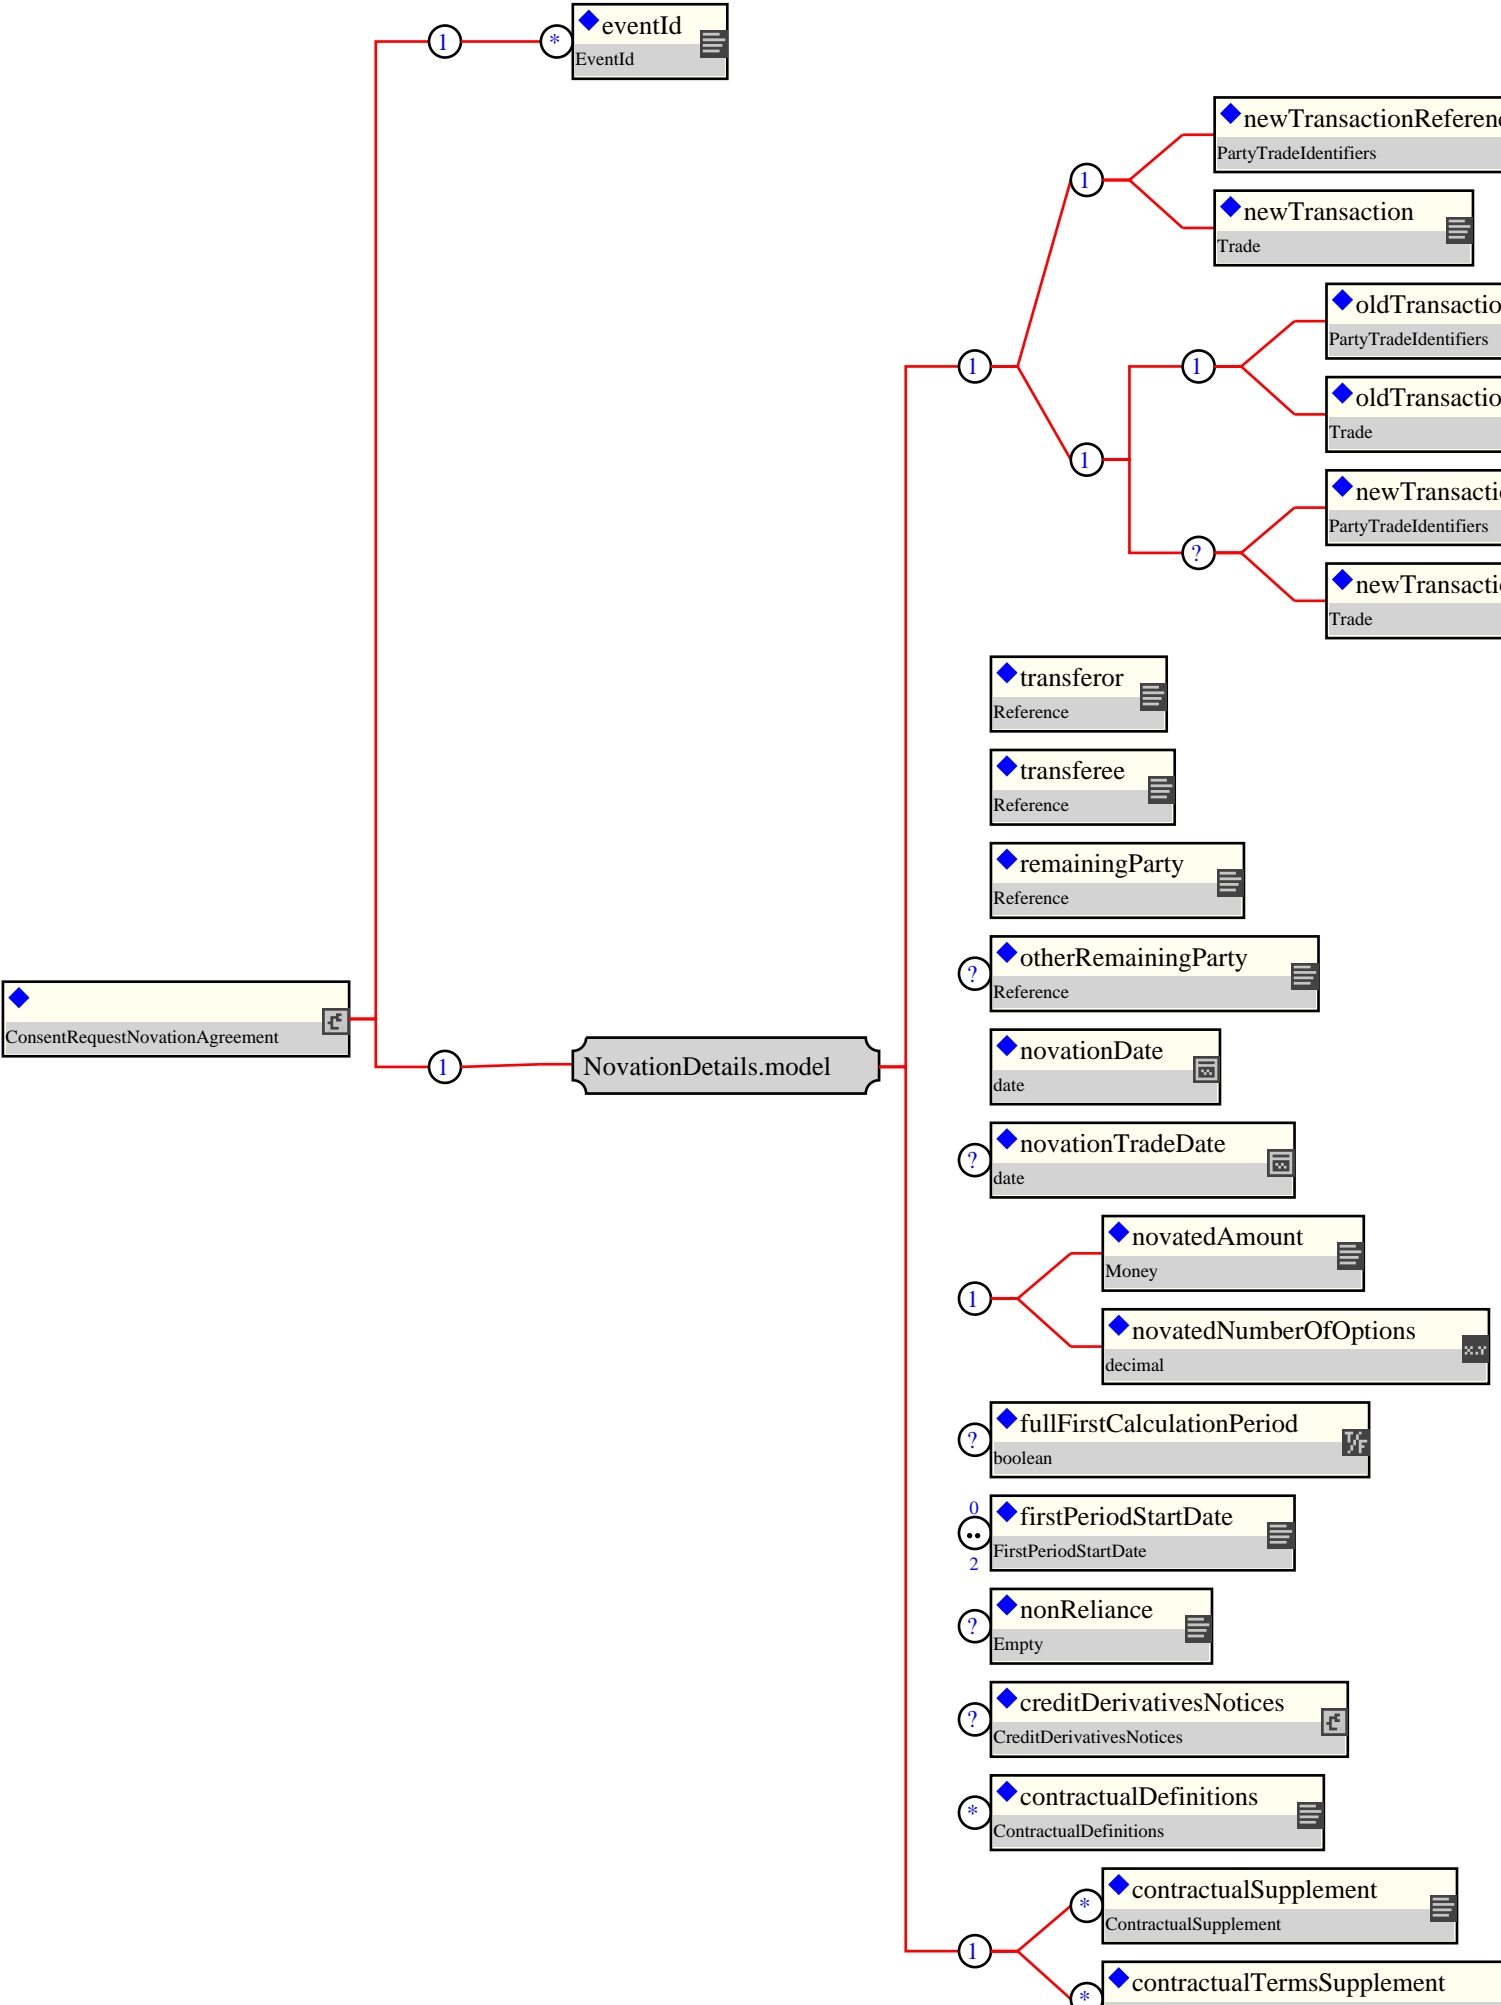 1
*
eventId
EventId
newTransactionReferenc
PartyTradeIdentifiers
1
newTransaction
Trade
oldTransactio
PartyTradeIdentifiers
1
1
oldTransactio
Trade
1
newTransacti
PartyTradeIdentifiers
?
newTransacti
Trade
transferor
Reference
transferee
Reference
remainingParty
Reference
?
otherRemainingParty
Reference
ConsentRequestNovationAgreement
1
NovationDetails.model
novationDate
date
?
novationTradeDate
date
novatedAmount
Money
1
novatedNumberOfOptions
decimal
x.y
?
fullFirstCalculationPeriod
boolean
T/F
0
..
2
firstPeriodStartDate
FirstPeriodStartDate
?
nonReliance
Empty
?
creditDerivativesNotices
CreditDerivativesNotices
*
contractualDefinitions
ContractualDefinitions
*
contractualSupplement
ContractualSupplement
1
*
contractualTermsSupplement